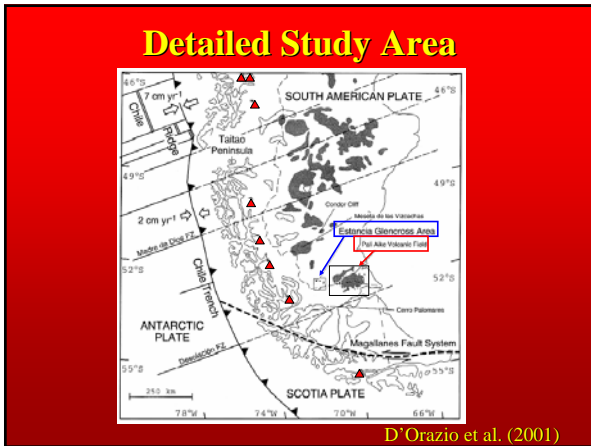 Detailed Study Area
46°S
46°S
7 cm yr-1
SOUTH AMERICAN PLATE
Chile
Ridge
Taitao
Peninsula
49°S
49°S
Condor Cliff
2 cm yr-1
Meseta de las Vizcachas
Estancia Glencross Area
Pali Aike Volcanic Field
Madre de Dios FZ
52°S
52°S
Chile Trench
Cerro Palomares
ANTARCTIC
PLATE
Magallanes Fault System
Desolación FZ
55°S
55°S
240 km
SCOTIA PLATE
78°W
74°W
70°W
66°W
D'Orazio et al. (2001)